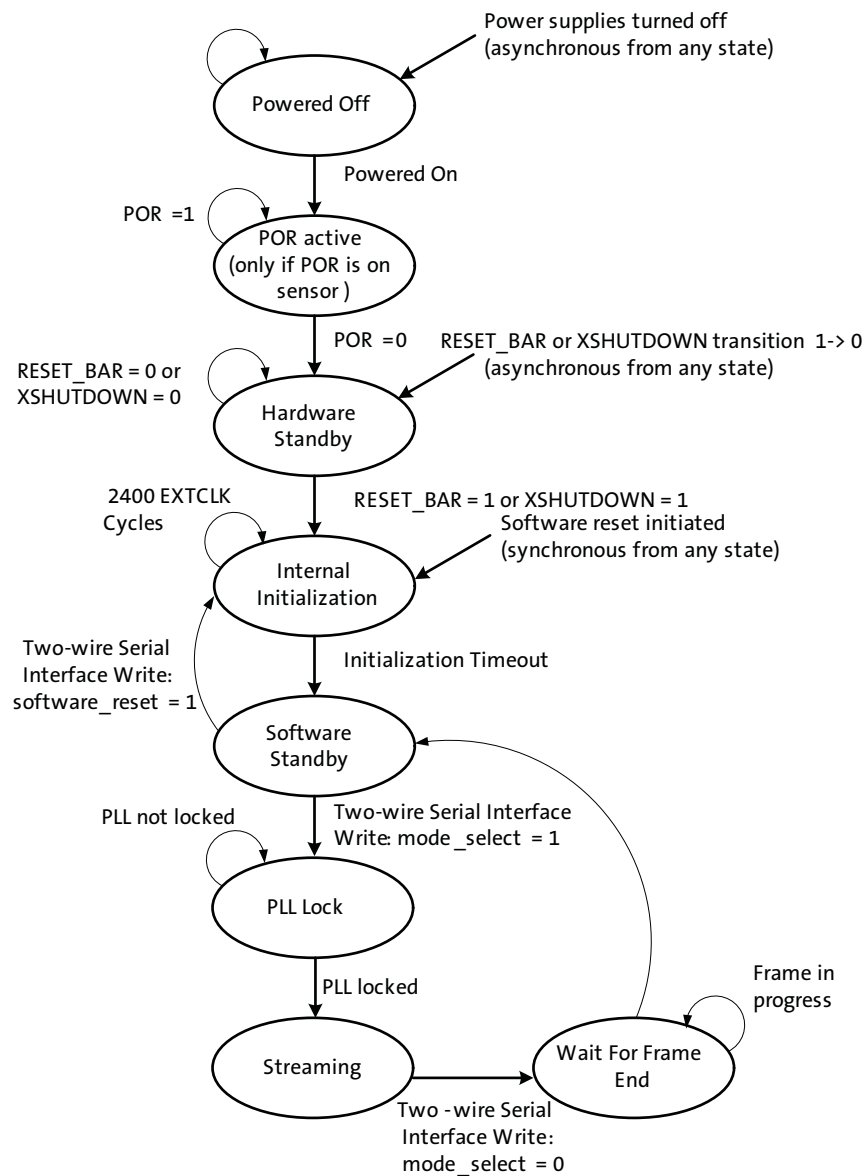 Power supplies turned off
(asynchronous from any state)
Powered Off
Powered On
POR =1
POR active
(only if POR is on
sensor )
POR =0
RESET_BAR or XSHUTDOWN transition 1-> 0
(asynchronous from any state)
RESET_BAR = 0 or
XSHUTDOWN = 0
Hardware
Standby
2400 EXTCLK
Cycles
RESET_BAR = 1 or XSHUTDOWN = 1
Software reset initiated
(synchronous from any state)
Internal
Initialization
Two-wire Serial
Interface Write:
software_reset = 1
Initialization Timeout
Software
Standby
PLL not locked
Two-wire Serial Interface
Write: mode_select = 1
PLL Lock
PLL locked
Frame in
progress
Streaming
Wait For Frame
End
Two -wire Serial
Interface Write:
mode_select = 0